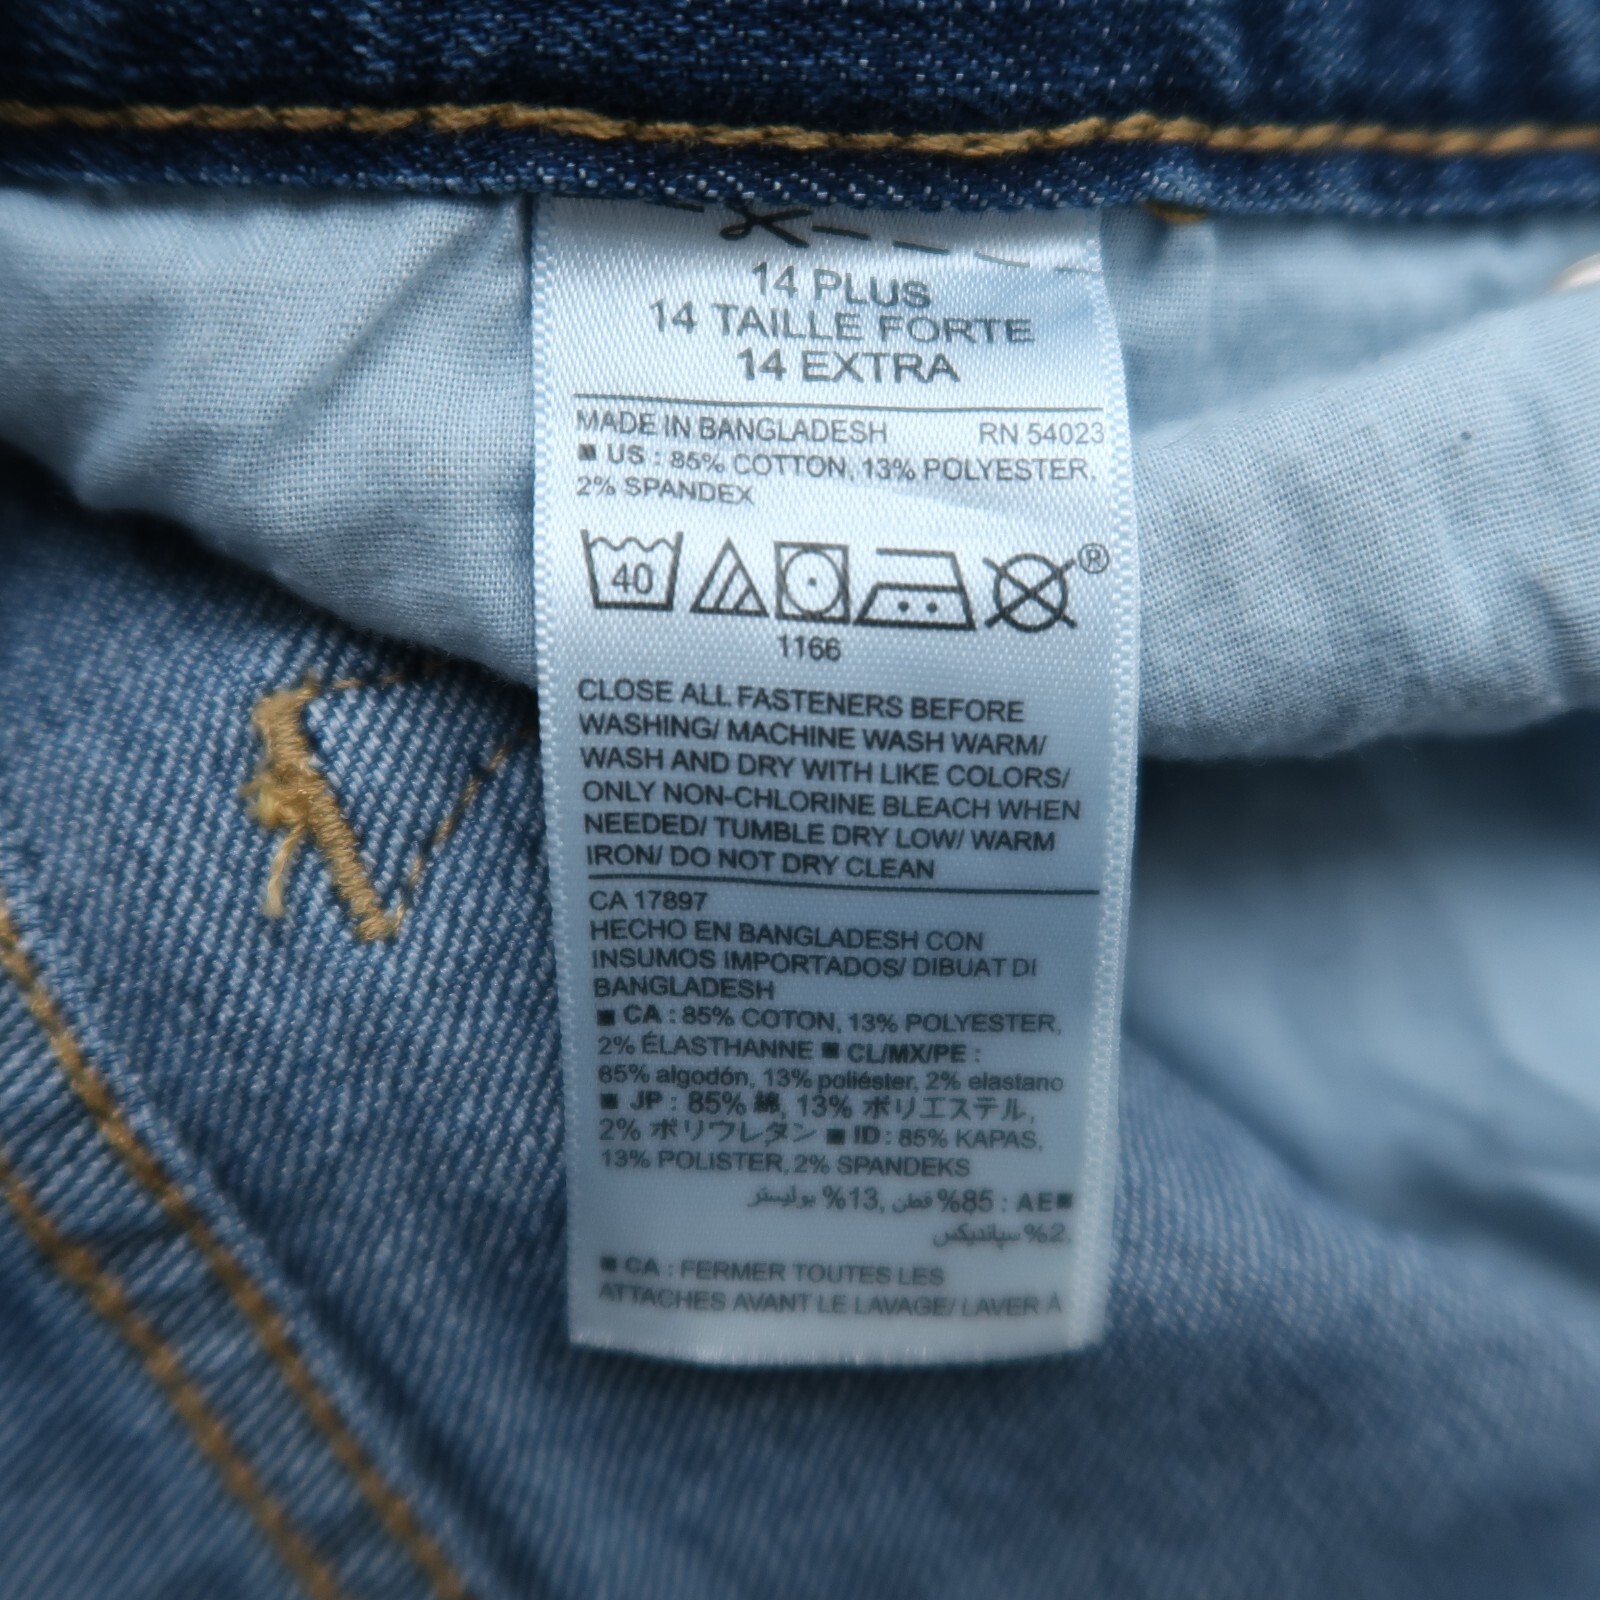 14 PLUS
14 TAILLE FORTE
14 EXTRA
MADE IN BANGLADESH RN 54023
■ US : 85% COTTON, 13% POLYESTER,
2% SPANDEX
40 ®
1166
CLOSE ALL FASTENERS BEFORE
WASHING/ MACHINE WASH WARM/
WASH AND DRY WITH LIKE COLORS/
ONLY NON-CHLORINE BLEACH WHEN
NEEDED/ TUMBLE DRY LOW/ WARM
IRON/ DO NOT DRY CLEAN
CA 17897
HECHO EN BANGLADESH CON
INSUMOS IMPORTADOS/ DIBUAT DI
BANGLADESH
■ CA : 85% COTON, 13% POLYESTER,
2% ÉLASTHANNE ■ CL/MX/PE :
85% algodón, 13% poliéster, 2% elastano
■ JP : 85% 綿, 13% ポリエステル,
2% ポリウレタン ■ ID : 85% KAPAS,
13% POLISTER, 2% SPANDEKS
■AE : 85% قطن, 13% بوليستر
,2% سپانديكس
■ CA : FERMER TOUTES LES
ATTACHES AVANT LE LAVAGE/ LAVER À